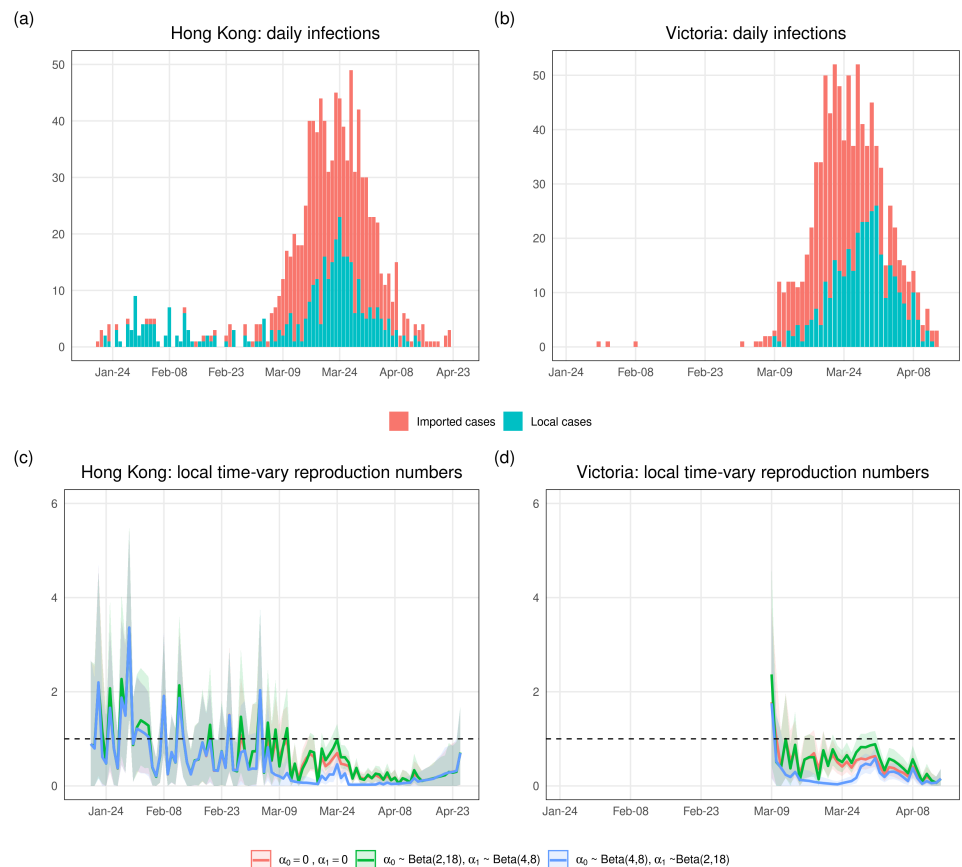 (a)
Hong Kong: daily infections
50
40
30
20
10
0
Jan-24 Feb-08 Feb-23 Mar-09 Mar-24 Apr-08 Apr-23
(b)
Victoria: daily infections
50
40
30
20
10
0
Jan-24 Feb-08 Feb-23 Mar-09 Mar-24 Apr-08
Imported cases Local cases
(c)
Hong Kong: local time-vary reproduction numbers
6
4
2
0
Jan-24 Feb-08 Feb-23 Mar-09 Mar-24 Apr-08 Apr-23
(d)
Victoria: local time-vary reproduction numbers
6
4
2
0
Jan-24 Feb-08 Feb-23 Mar-09 Mar-24 Apr-08
α₀ = 0 , α₁ = 0 α₀ ~ Beta(2,18), α₁ ~ Beta(4,8) α₀ ~ Beta(4,8), α₁ ~Beta(2,18)